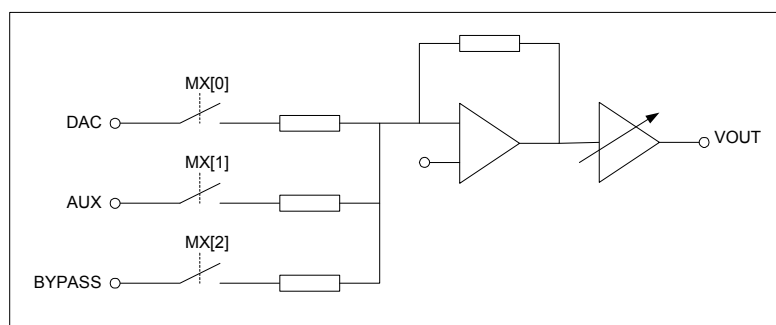 MX[0]
DAC
VOUT
MX[1]
AUX
MX[2]
BYPASS